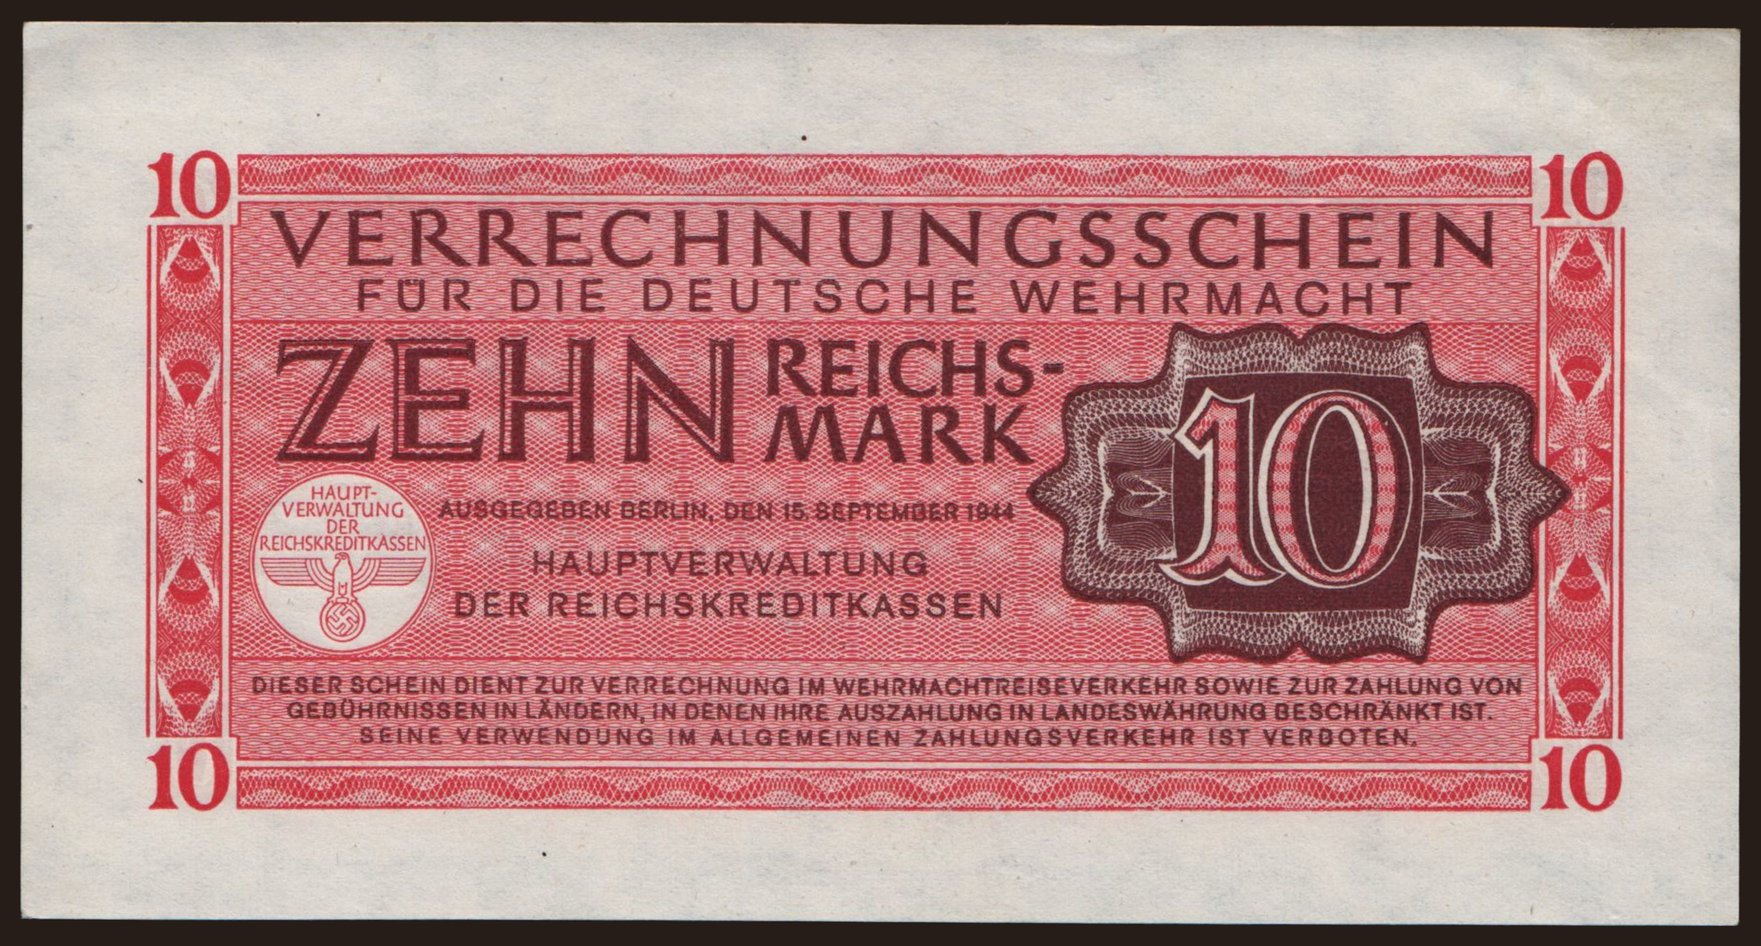 10 10
VERRECHNUNGSSCHEIN
FÜR DIE DEUTSCHE WEHRMACHT
ZEHN REICHS-
MARK
10
HAUPT-
VERWALTUNG
DER
REICHSKREDITKASSEN
AUSGEGEBEN BERLIN, DEN 15. SEPTEMBER 1944
HAUPTVERWALTUNG
DER REICHSKREDITKASSEN
DIESER SCHEIN DIENT ZUR VERRECHNUNG IM WEHRMACHTREISEVERKEHR SOWIE ZUR ZAHLUNG VON
GEBÜHRNISSEN IN LÄNDERN, IN DENEN IHRE AUSZAHLUNG IN LANDESWÄHRUNG BESCHRÄNKT IST.
SEINE VERWENDUNG IM ALLGEMEINEN ZAHLUNGSVERKEHR IST VERBOTEN.
10 10